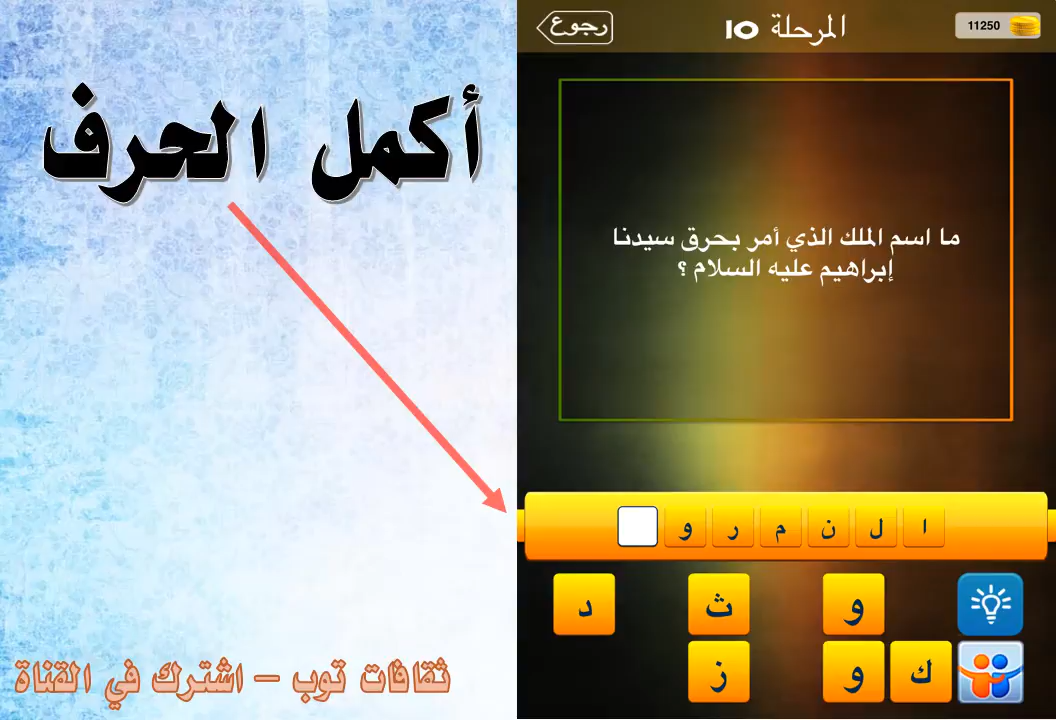 أكمل الحرف
ثقافات توب – اشترك في القناة
رجوع
المرحلة 10
11250
ما اسم الملك الذي أمر بحرق سيدنا
إبراهيم عليه السلام ؟
ا ل ن م ر و
و ث د
ك و ز